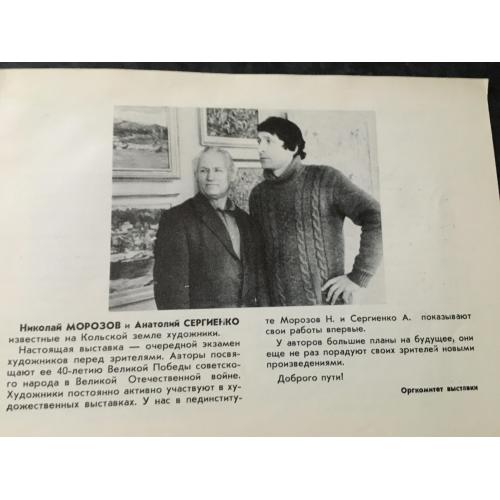 Николай МОРОЗОВ и Анатолий СЕРГИЕНКО
известные на Кольской земле художники.
Настоящая выставка — очередной экзамен
художников перед зрителями. Авторы посвя-
щают ее 40-летию Великой Победы советско-
го народа в Великой Отечественной войне.
Художники постоянно активно участвуют в ху-
дожественных выставках. У нас в пединститу-
те Морозов Н. и Сергиенко А. показывают
свои работы впервые.
У авторов большие планы на будущее, они
еще не раз порадуют своих зрителей новыми
произведениями.
Доброго пути!
Оргкомитет выставки